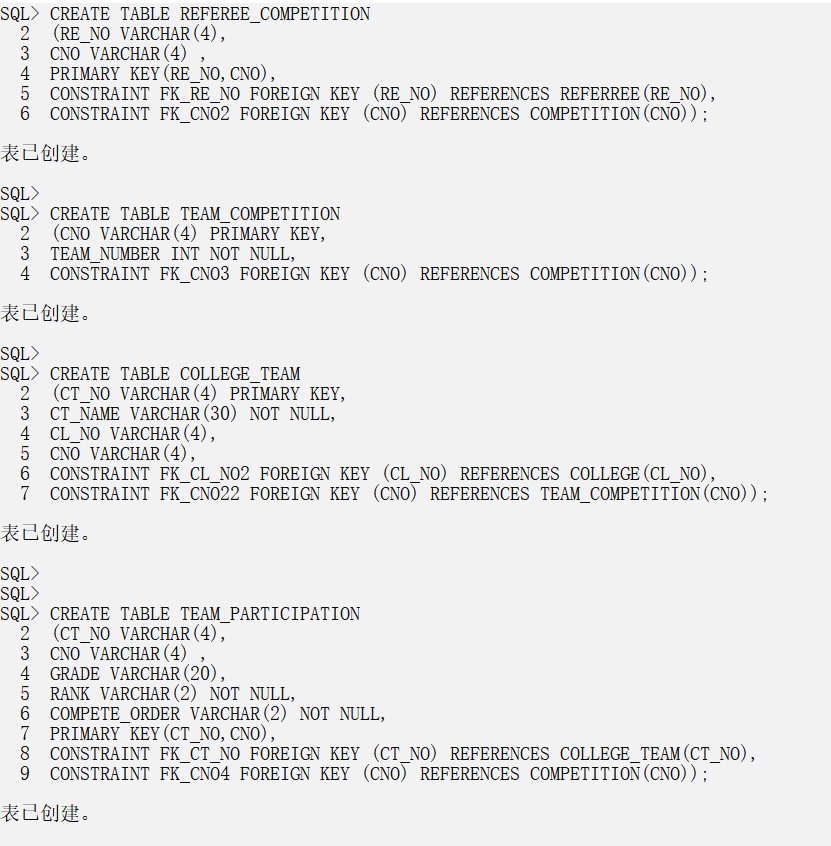 SQL> CREATE TABLE REFEREE_COMPETITION
  2  (RE_NO VARCHAR(4),
  3  CNO VARCHAR(4) ,
  4  PRIMARY KEY(RE_NO,CNO),
  5  CONSTRAINT FK_RE_NO FOREIGN KEY (RE_NO) REFERENCES REFERREE(RE_NO),
  6  CONSTRAINT FK_CNO2 FOREIGN KEY (CNO) REFERENCES COMPETITION(CNO));
表已创建。
SQL>
SQL> CREATE TABLE TEAM_COMPETITION
  2  (CNO VARCHAR(4) PRIMARY KEY,
  3  TEAM_NUMBER INT NOT NULL,
  4  CONSTRAINT FK_CNO3 FOREIGN KEY (CNO) REFERENCES COMPETITION(CNO));
表已创建。
SQL>
SQL> CREATE TABLE COLLEGE_TEAM
  2  (CT_NO VARCHAR(4) PRIMARY KEY,
  3  CT_NAME VARCHAR(30) NOT NULL,
  4  CL_NO VARCHAR(4),
  5  CNO VARCHAR(4),
  6  CONSTRAINT FK_CL_NO2 FOREIGN KEY (CL_NO) REFERENCES COLLEGE(CL_NO),
  7  CONSTRAINT FK_CNO22 FOREIGN KEY (CNO) REFERENCES TEAM_COMPETITION(CNO));
表已创建。
SQL>
SQL>
SQL> CREATE TABLE TEAM_PARTICIPATION
  2  (CT_NO VARCHAR(4),
  3  CNO VARCHAR(4) ,
  4  GRADE VARCHAR(20),
  5  RANK VARCHAR(2) NOT NULL,
  6  COMPETE_ORDER VARCHAR(2) NOT NULL,
  7  PRIMARY KEY(CT_NO,CNO),
  8  CONSTRAINT FK_CT_NO FOREIGN KEY (CT_NO) REFERENCES COLLEGE_TEAM(CT_NO),
  9  CONSTRAINT FK_CNO4 FOREIGN KEY (CNO) REFERENCES COMPETITION(CNO));
表已创建。